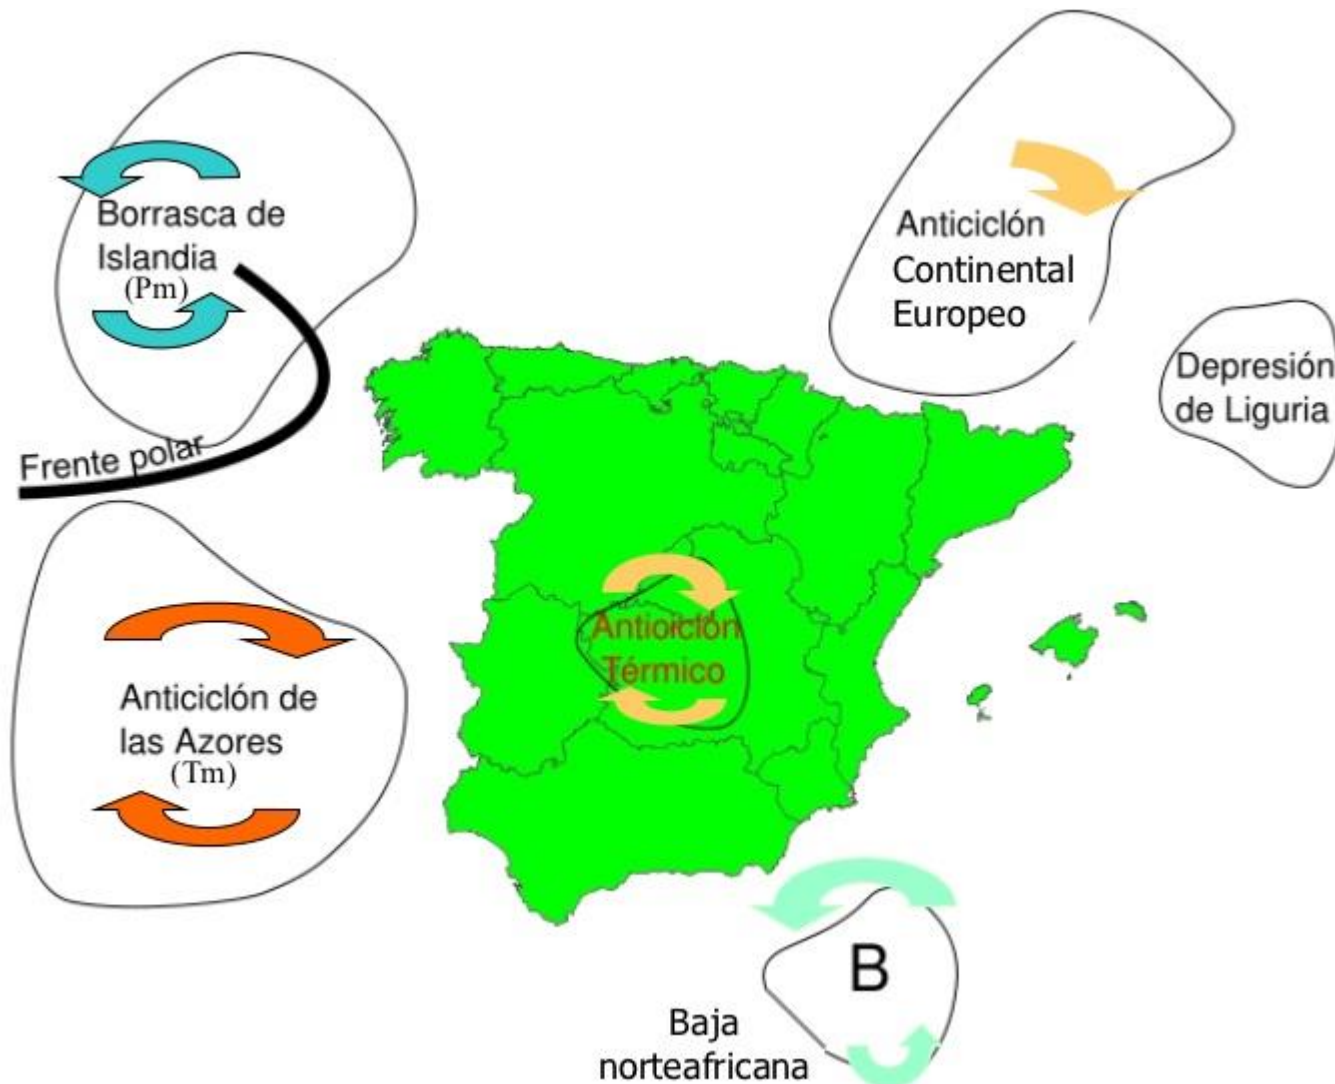 Borrasca de
Islandia
(Pm)
Frente polar
Anticiclón
Continental
Europeo
Depresión
de Liguria
Antioiclón
Térmico
Anticiclón de
las Azores
(Tm)
B
Baja
norteafricana